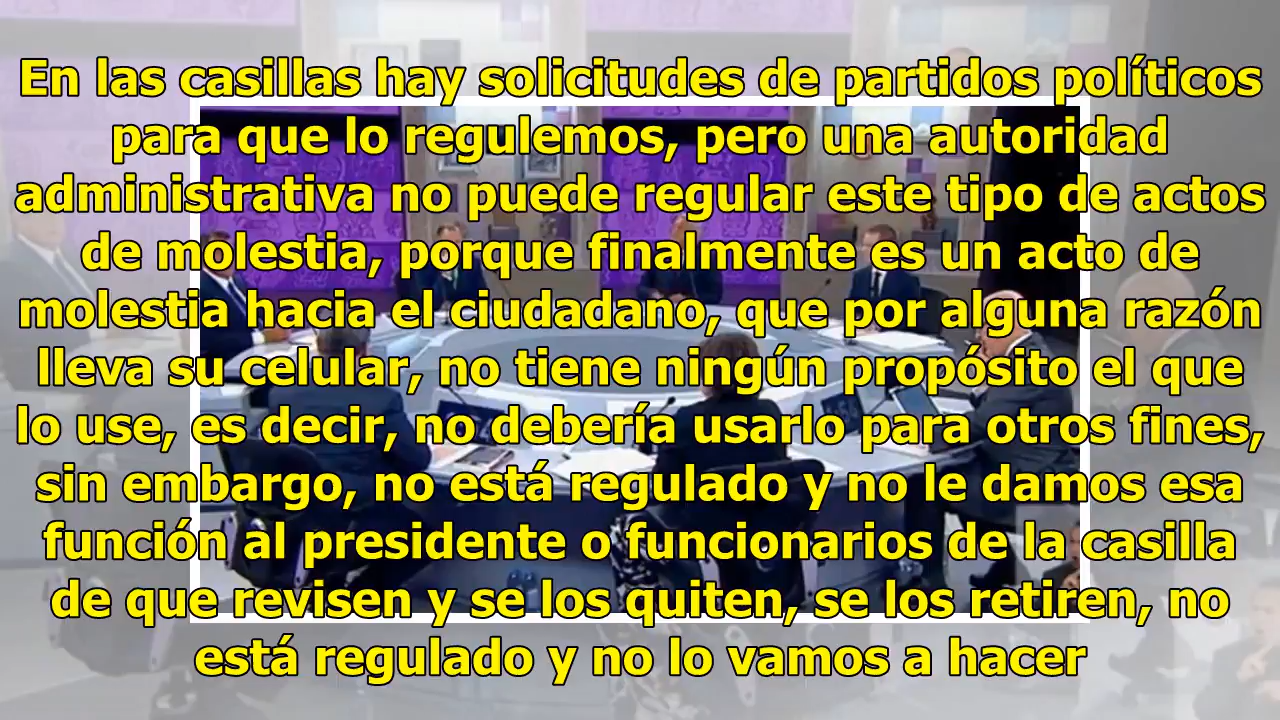 En las casillas hay solicitudes de partidos políticos
para que lo regulemos, pero una autoridad
administrativa no puede regular este tipo de actos
de molestia, porque finalmente es un acto de
molestia hacia el ciudadano, que por alguna razón
lleva su celular, no tiene ningún propósito el que
lo use, es decir, no debería usarlo para otros fines,
sin embargo, no está regulado y no le damos esa
función al presidente o funcionarios de la casilla
de que revisen y se los quiten, se los retiren, no
está regulado y no lo vamos a hacer